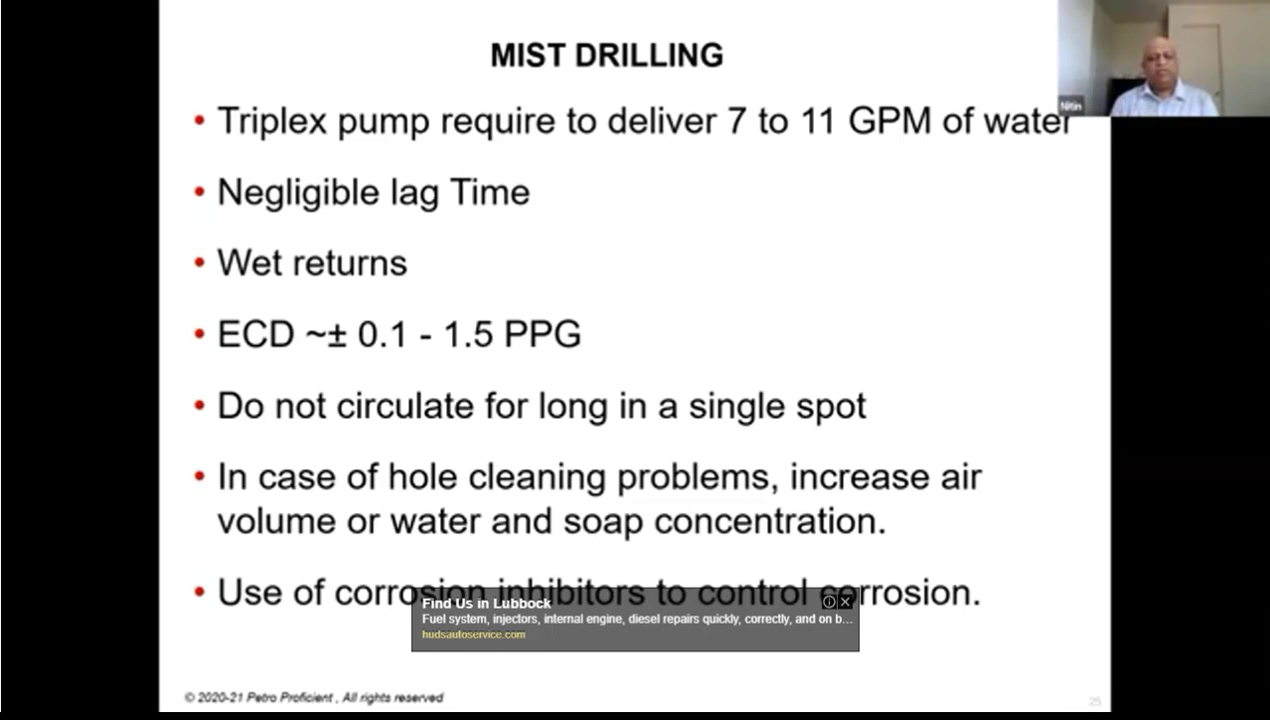 MIST DRILLING
Nitin
• Triplex pump require to deliver 7 to 11 GPM of water
• Negligible lag Time
• Wet returns
• ECD ~± 0.1 - 1.5 PPG
• Do not circulate for long in a single spot
• In case of hole cleaning problems, increase air
volume or water and soap concentration.
• Use of corrosion inhibitors to control corrosion.
Find Us in Lubbock
Fuel system, injectors, internal engine, diesel repairs quickly, correctly, and on b...
hudsautoservice.com
© 2020-21 Petro Proficient , All rights reserved
25